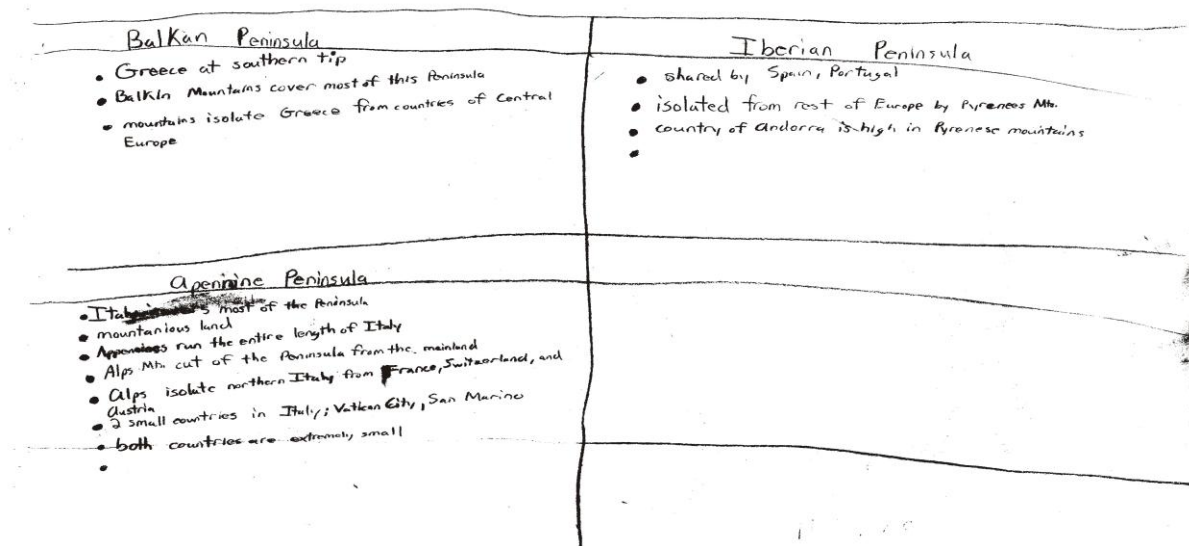 Balkan Peninsula
• Greece at southern tip
• Balkin Mountains cover most of this Peninsula
• mountains isolate Greece from countries of Central
Europe
Iberian Peninsula
• shared by Spain, Portugal
• isolated from rest of Europe by Pyrenees Mts.
• country of andorra is high in Pyrenese mountains
•
apennine Peninsula
• most of the Peninsula
• mountanious land
• run the entire length of Italy
• Alps Mts. cut of the Peninsula from the mainland
• alps isolate northern Italy from France, Switzerland, and
Austria
• 2 small countries in Italy; Vatican City, San Marino
• both countries are extremely small
•